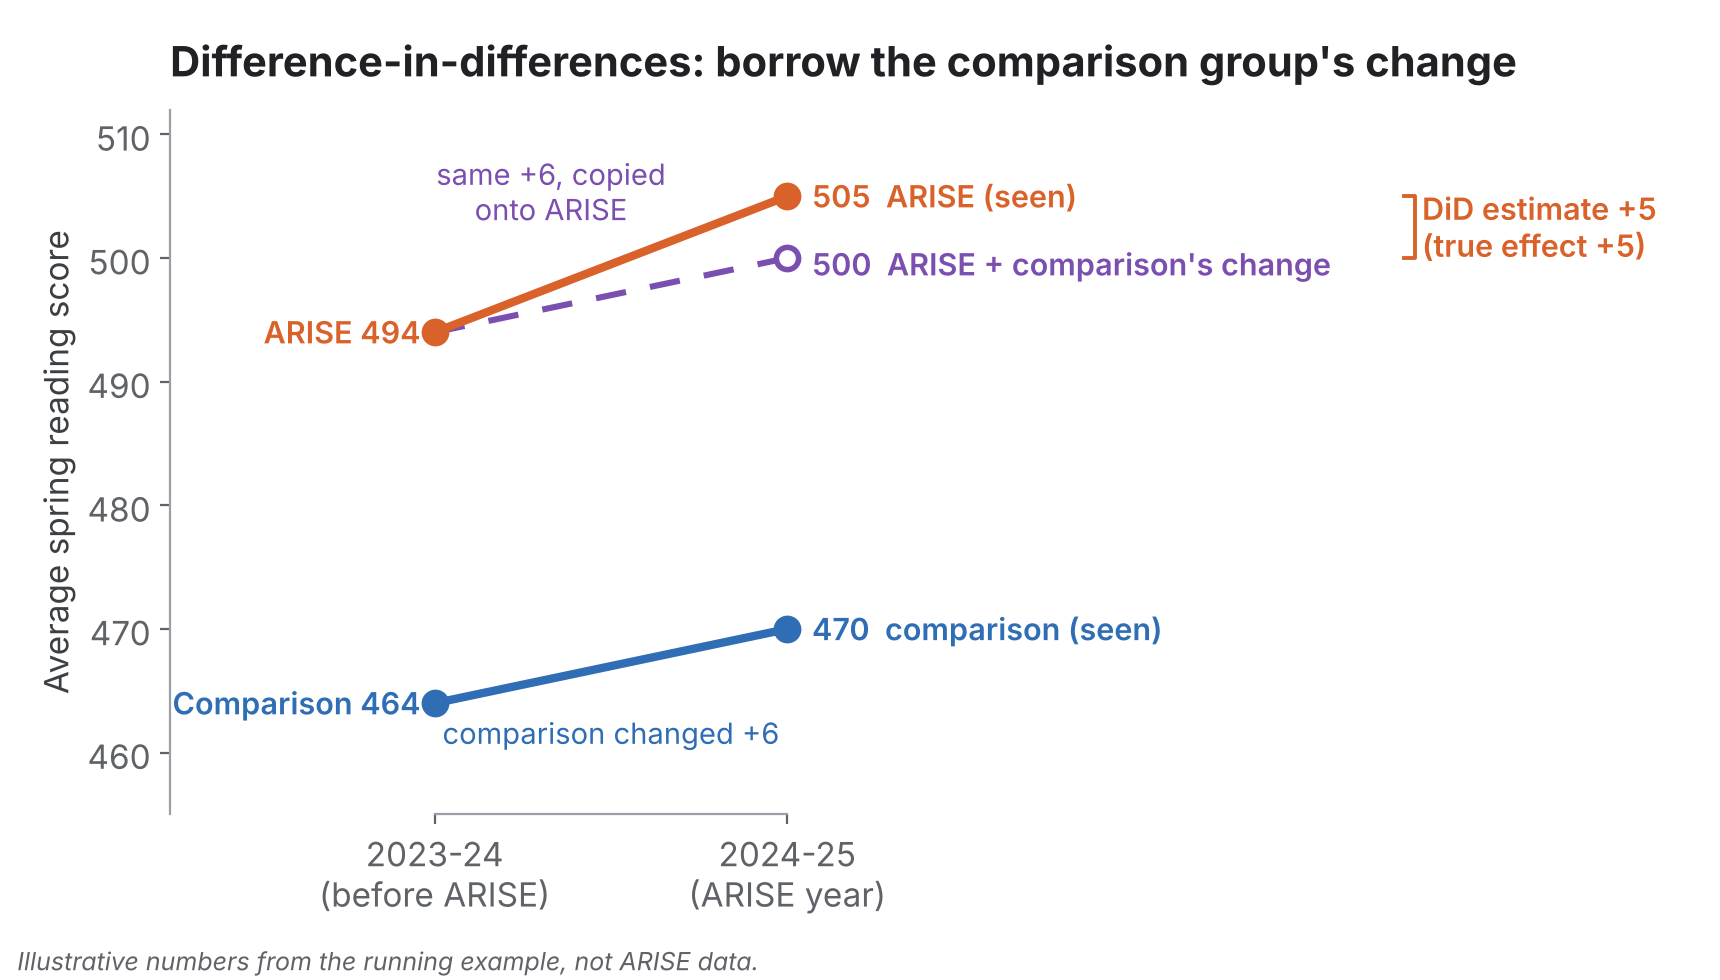 Difference-in-differences: borrow the comparison group's change
Average spring reading score
510
500
490
480
470
460
same +6, copied
onto ARISE
505 ARISE (seen)
500 ARISE + comparison's change
DiD estimate +5
(true effect +5)
ARISE 494
470 comparison (seen)
Comparison 464
comparison changed +6
2023-24
(before ARISE)
2024-25
(ARISE year)
Illustrative numbers from the running example, not ARISE data.